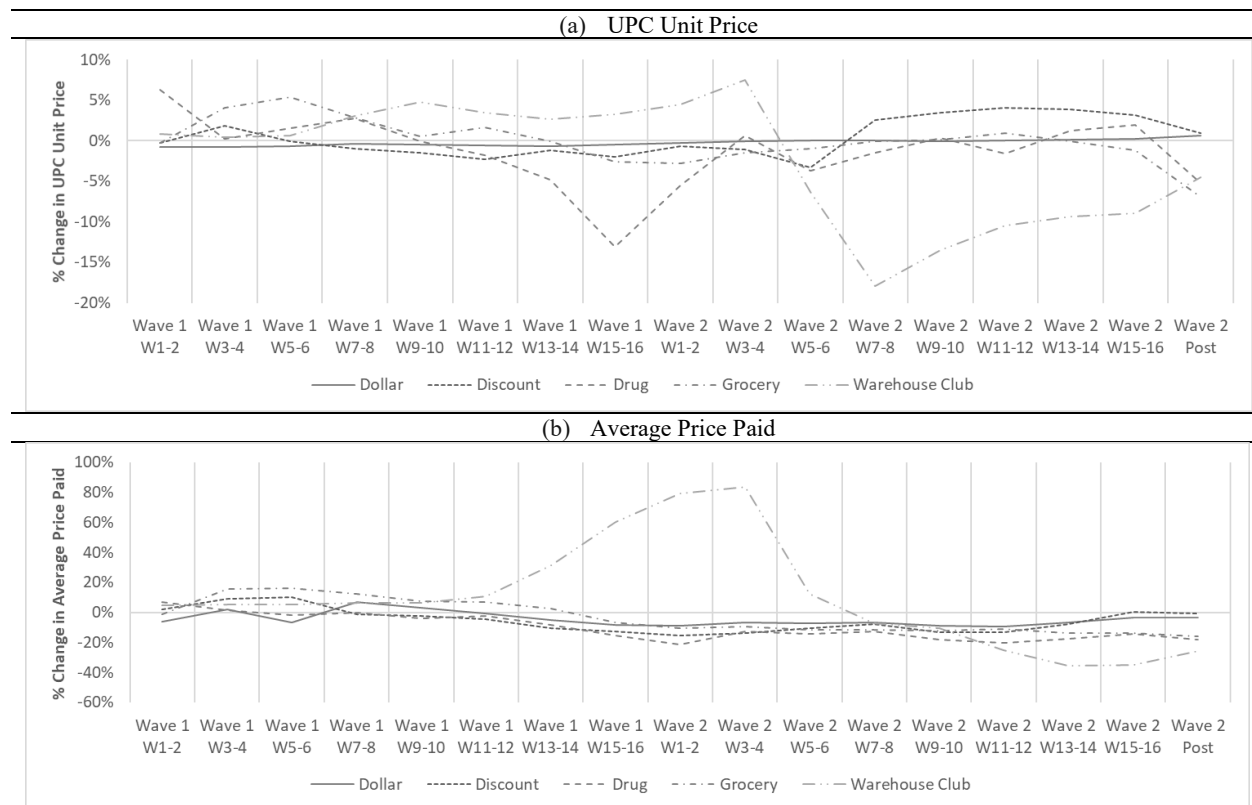 (a) UPC Unit Price
% Change in UPC Unit Price
10%
5%
0%
-5%
-10%
-15%
-20%
Wave 1 Wave 1 Wave 1 Wave 1 Wave 1 Wave 1 Wave 1 Wave 1 Wave 2 Wave 2 Wave 2 Wave 2 Wave 2 Wave 2 Wave 2 Wave 2 Wave 2
W1-2 W3-4 W5-6 W7-8 W9-10 W11-12 W13-14 W15-16 W1-2 W3-4 W5-6 W7-8 W9-10 W11-12 W13-14 W15-16 Post
Dollar Discount Drug Grocery Warehouse Club
(b) Average Price Paid
% Change in Average Price Paid
100%
80%
60%
40%
20%
0%
-20%
-40%
-60%
Wave 1 Wave 1 Wave 1 Wave 1 Wave 1 Wave 1 Wave 1 Wave 1 Wave 2 Wave 2 Wave 2 Wave 2 Wave 2 Wave 2 Wave 2 Wave 2 Wave 2
W1-2 W3-4 W5-6 W7-8 W9-10 W11-12 W13-14 W15-16 W1-2 W3-4 W5-6 W7-8 W9-10 W11-12 W13-14 W15-16 Post
Dollar Discount Drug Grocery Warehouse Club